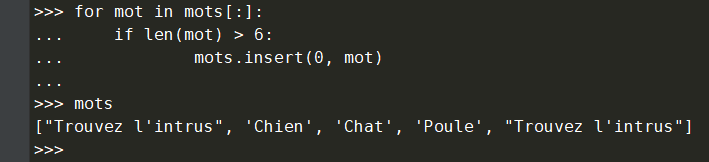 >>> for mot in mots[:]:
...     if len(mot) > 6:
...             mots.insert(0, mot)
...
>>> mots
["Trouvez l'intrus", 'Chien', 'Chat', 'Poule', "Trouvez l'intrus"]
>>>